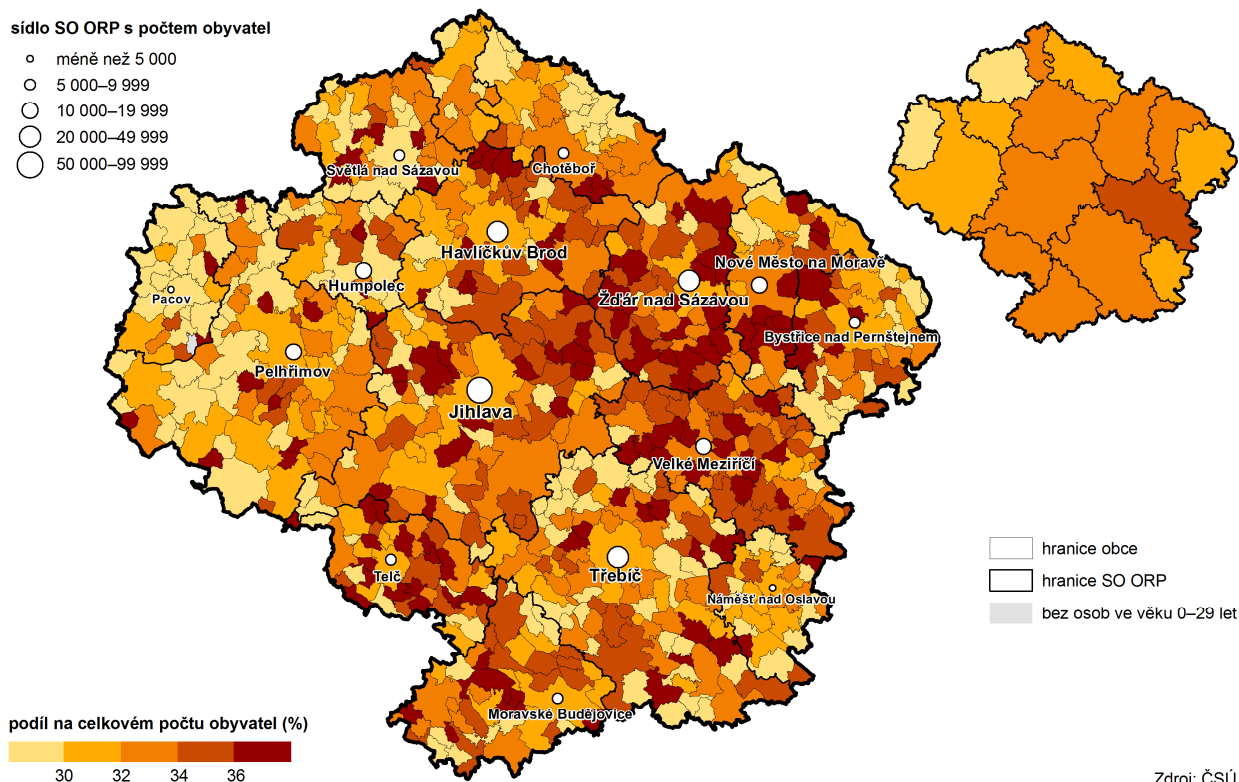 sídlo SO ORP s počtem obyvatel
méně než 5 000
5 000–9 999
10 000–19 999
20 000–49 999
50 000–99 999
Světlá nad Sázavou
Chotěboř
Havlíčkův Brod
Nové Město na Moravě
Humpolec
Pacov
Žďár nad Sázavou
Bystřice nad Pernštejnem
Pelhřimov
Jihlava
Velké Meziříčí
Telč
Třebíč
Náměšť nad Oslavou
Moravské Budějovice
hranice obce
hranice SO ORP
bez osob ve věku 0–29 let
podíl na celkovém počtu obyvatel (%)
30 32 34 36
Zdroj: ČSÚ